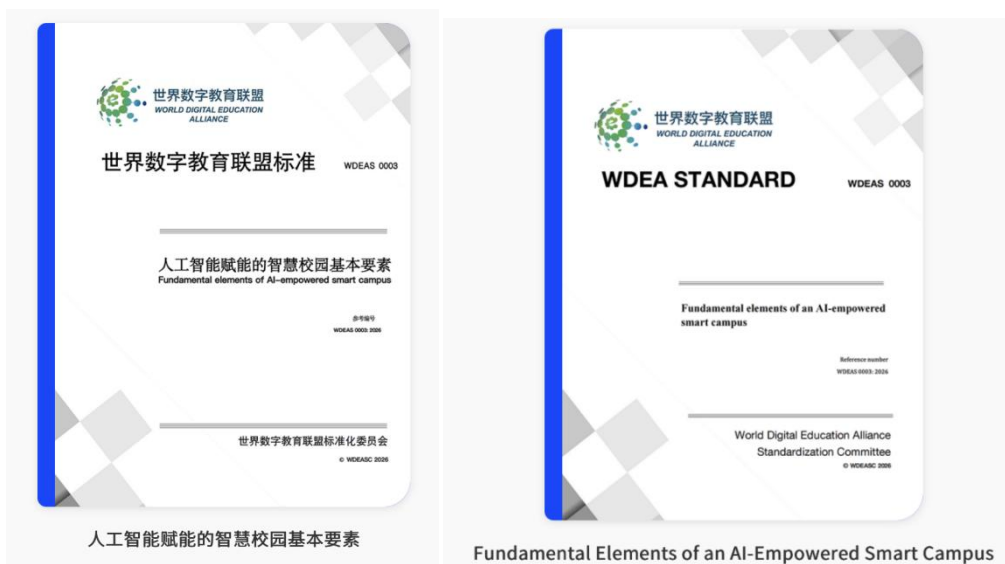 世界数字教育联盟
WORLD DIGITAL EDUCATION
ALLIANCE
世界数字教育联盟标准 WDEAS 0003
人工智能赋能的智慧校园基本要素
Fundamental elements of AI–empowered smart campus
参考编号
WDEAS 0003: 2026
世界数字教育联盟标准化委员会
© WDEASC 2026
人工智能赋能的智慧校园基本要素
世界数字教育联盟
WORLD DIGITAL EDUCATION
ALLIANCE
WDEA STANDARD WDEAS 0003
Fundamental elements of an AI-empowered
smart campus
Reference number
WDEAS 0003: 2026
World Digital Education Alliance
Standardization Committee
© WDEASC 2026
Fundamental Elements of an AI-Empowered Smart Campus